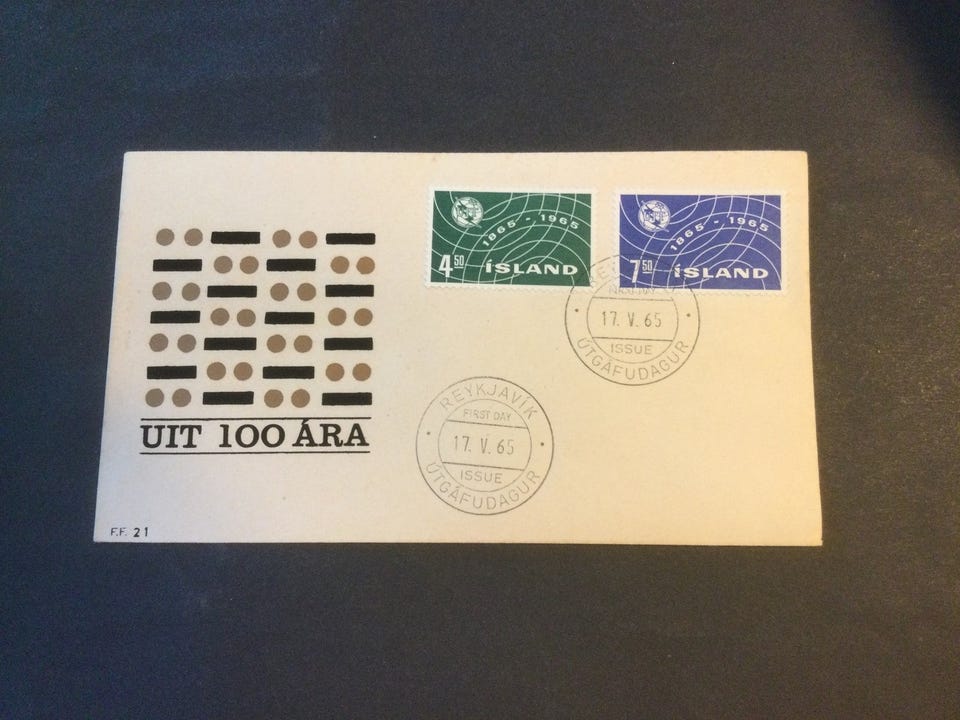 1865 - 1965
4 50 ÍSLAND
1865 - 1965
7 50 ÍSLAND
17. V. 65
ISSUE
ÚTGÁFUDAGUR
UIT 100 ÁRA
REYKJAVÍK
FIRST DAY
17. V. 65
ISSUE
ÚTGÁFUDAGUR
F.F. 21